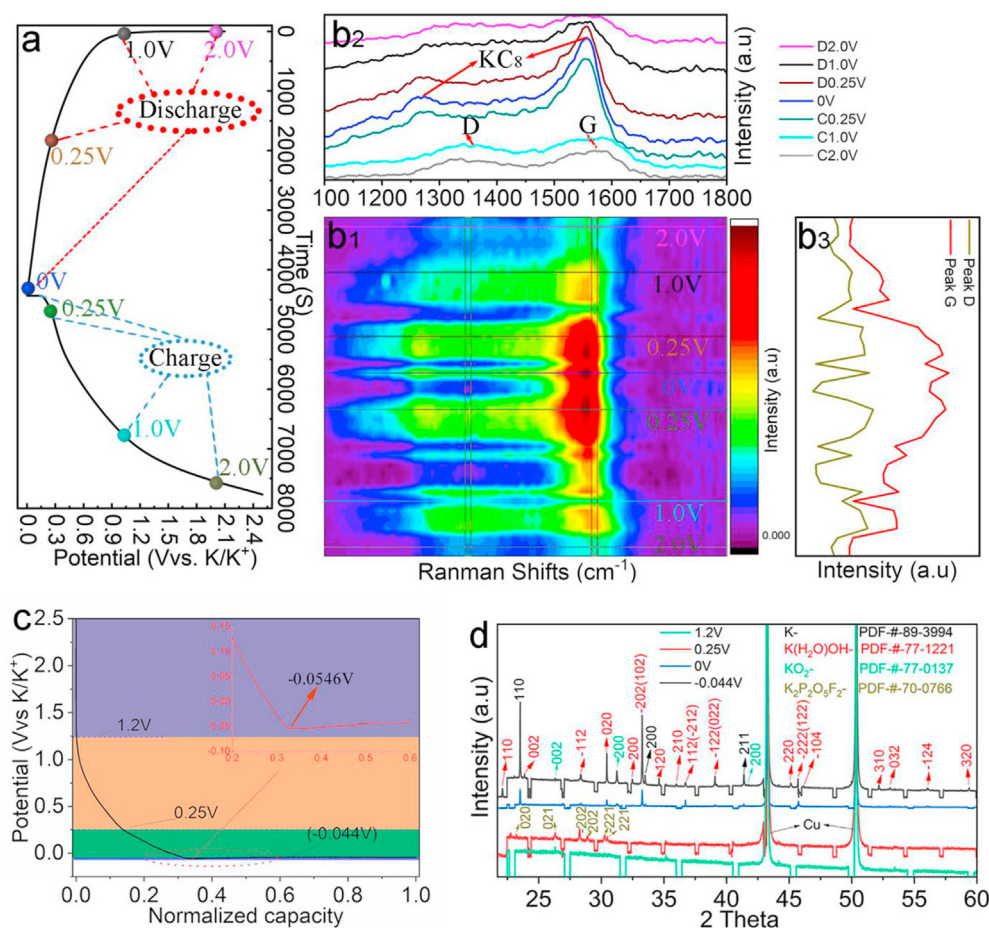 a
0
1000
2000
3000
4000
5000
6000
7000
8000
Time (S)
1.0V
2.0V
Discharge
0.25V
0V
0.25V
Charge
1.0V
2.0V
0.0
0.3
0.6
0.9
1.2
1.5
1.8
2.1
2.4
Potential (Vvs. K/K+)
b2
KC8
D
G
Intensity (a.u)
1100 1200 1300 1400 1500 1600 1700 1800
D2.0V
D1.0V
D0.25V
0V
C0.25V
C1.0V
C2.0V
b1
2.0V
1.0V
0.25V
0V
0.25V
1.0V
2.0V
Ranman Shifts (cm-1)
Intensity (a.u)
0.000
b3
Peak D
Peak G
Intensity (a.u)
c
2.5
2.0
1.5
1.0
0.5
0.0
Potential (Vvs K/K+)
1.2V
0.25V
(-0.044V)
-0.0546V
0.15
0.10
0.05
0.00
-0.10
0.2 0.3 0.4 0.5 0.6
0.0 0.2 0.4 0.6 0.8 1.0
Normalized capacity
d
1.2V
0.25V
0V
-0.044V
K- PDF-#-89-3994
K(H2O)OH- PDF-#-77-1221
KO2- PDF-#-77-0137
K2P2O5F2- PDF-#-70-0766
Intensity (a.u)
110
110
002
-002
-112
020
-200
200
-202(102)
200
120
210
112(-212)
-122(022)
211
200
220
-222(122)
-104
310
032
-124
320
020
021
202
202
221
221
Cu
25 30 35 40 45 50 55 60
2 Theta